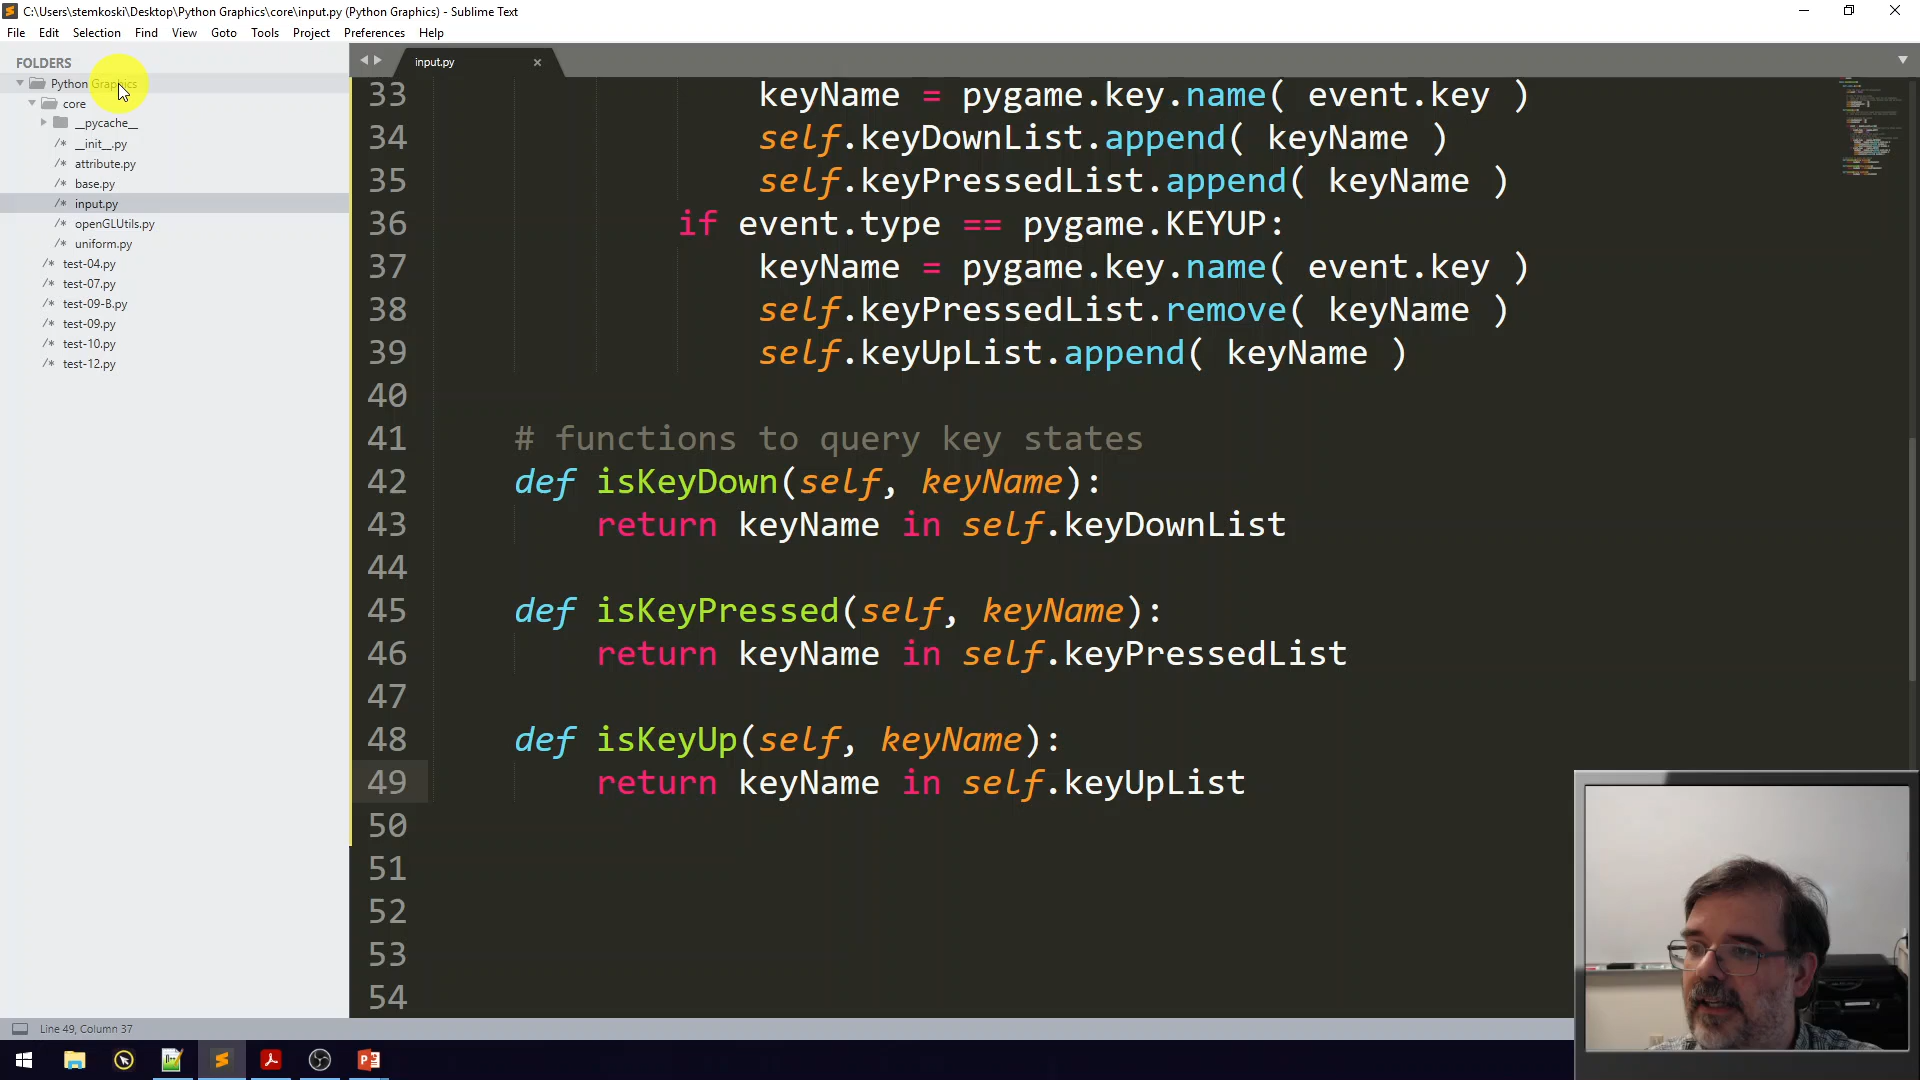 C:\Users\stemkoski\Desktop\Python Graphics\core\input.py (Python Graphics) - Sublime Text
File Edit Selection Find View Goto Tools Project Preferences Help
FOLDERS
Python Graphics
core
__pycache__
/* __init__.py
/* attribute.py
/* base.py
/* input.py
/* openGLUtils.py
/* uniform.py
/* test-04.py
/* test-07.py
/* test-09-B.py
/* test-09.py
/* test-10.py
/* test-12.py
input.py
33 keyName = pygame.key.name( event.key )
34 self.keyDownList.append( keyName )
35 self.keyPressedList.append( keyName )
36 if event.type == pygame.KEYUP:
37 keyName = pygame.key.name( event.key )
38 self.keyPressedList.remove( keyName )
39 self.keyUpList.append( keyName )
40
41 # functions to query key states
42 def isKeyDown(self, keyName):
43 return keyName in self.keyDownList
44
45 def isKeyPressed(self, keyName):
46 return keyName in self.keyPressedList
47
48 def isKeyUp(self, keyName):
49 return keyName in self.keyUpList
50
51
52
53
54
Line 49, Column 37